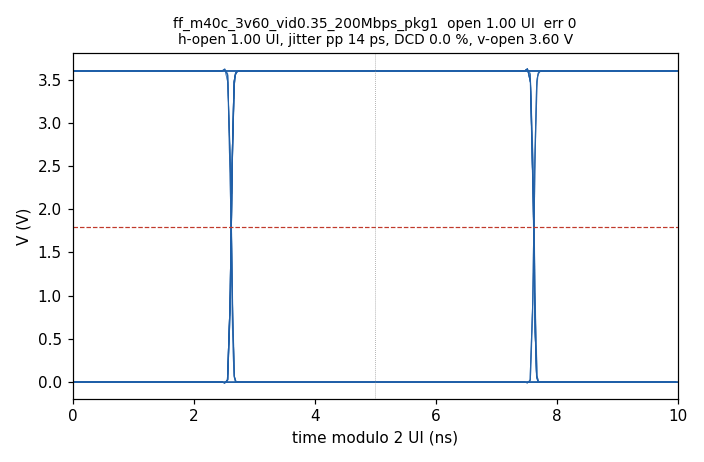 ff_m40c_3v60_vid0.35_200Mbps_pkg1  open 1.00 UI  err 0
h-open 1.00 UI, jitter pp 14 ps, DCD 0.0 %, v-open 3.60 V
3.5
3.0
2.5
2.0
1.5
1.0
0.5
0.0
V (V)
0 2 4 6 8 10
time modulo 2 UI (ns)